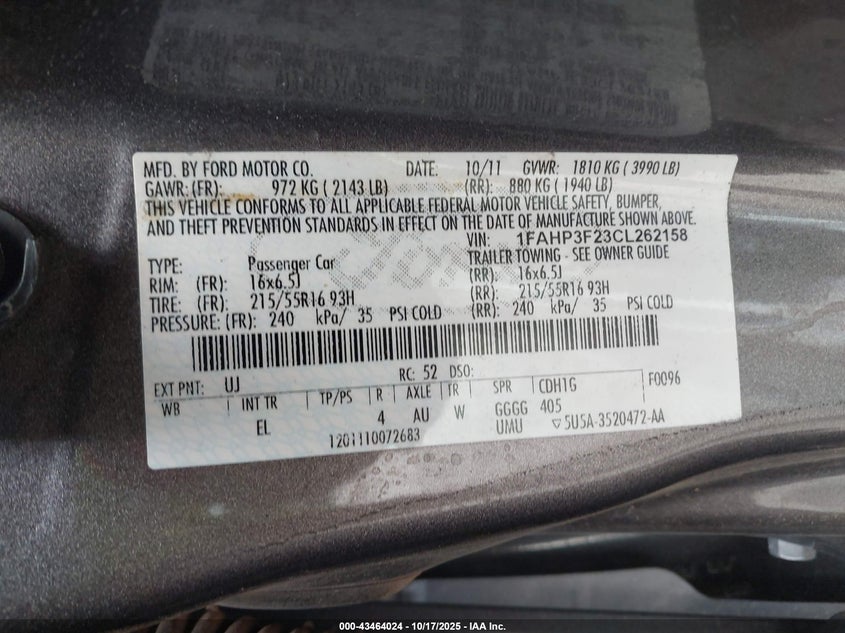 MFD. BY FORD MOTOR CO. DATE: 10/11 GVWR: 1810 KG ( 3990 LB)
GAWR: (FR): 972 KG ( 2143 LB) (RR): 880 KG ( 1940 LB)
THIS VEHICLE CONFORMS TO ALL APPLICABLE FEDERAL MOTOR VEHICLE SAFETY, BUMPER,
AND THEFT PREVENTION STANDARDS IN EFFECT ON THE DATE OF MANUFACTURE SHOWN ABOVE.
VIN: 1FAHP3F23CL262158
TYPE: Passenger Car TRAILER TOWING - SEE OWNER GUIDE
RIM: (FR): 16x6.5J (RR): 16x6.5J
TIRE: (FR): 215/55R16 93H (RR): 215/55R16 93H
PRESSURE: (FR): 240 kPa/ 35 PSI COLD (RR): 240 kPa/ 35 PSI COLD
EXT PNT: UJ RC: 52 DSO:
WB INT TR TP/PS R AXLE TR SPR CDH1G F0096
EL 4 AU W GGGG 405
UMU ▽5U5A-3520472-AA
1201110072683
000-43464024 - 10/17/2025 - IAA Inc.